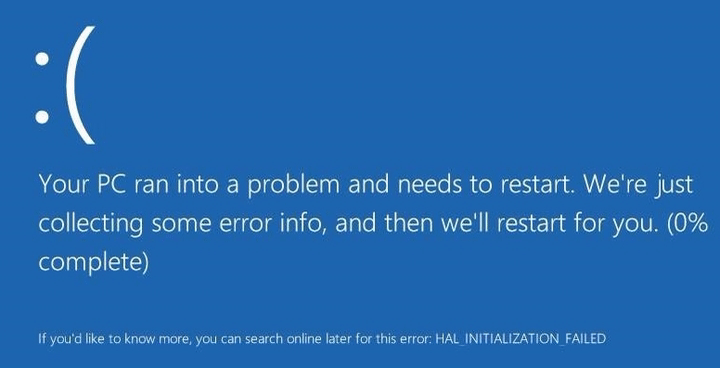 :(
Your PC ran into a problem and needs to restart. We're just
collecting some error info, and then we'll restart for you. (0%
complete)
If you'd like to know more, you can search online later for this error: HAL_INITIALIZATION_FAILED